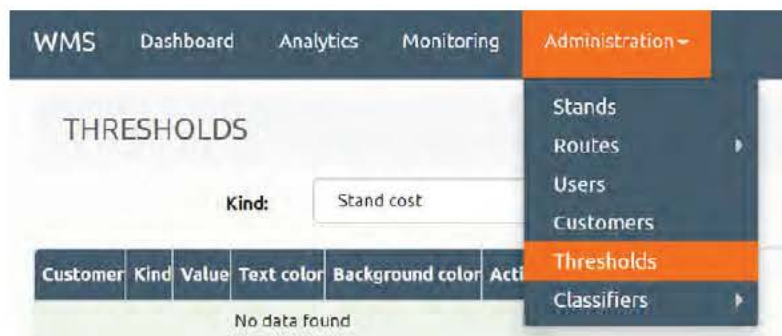 WMS Dashboard Analytics Monitoring Administration
Stands
THRESHOLDS
Routes
Users
Kind: Stand cost
Customers
Thresholds
Customer Kind Value Text color Background color Acti
Classifiers
No data found